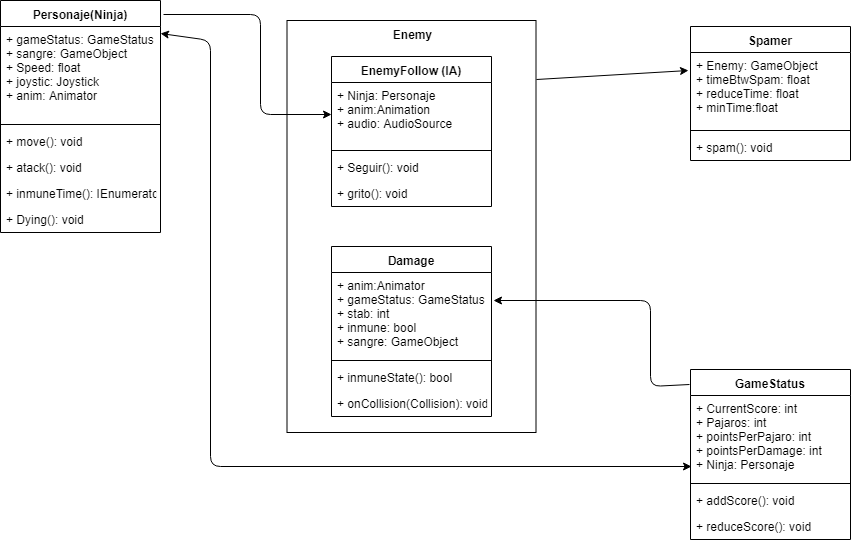 Personaje(Ninja)
+ gameStatus: GameStatus
+ sangre: GameObject
+ Speed: float
+ joystic: Joystick
+ anim: Animator
+ move(): void
+ atack(): void
+ inmuneTime(): IEnumerato
+ Dying(): void
Enemy
EnemyFollow (IA)
+ Ninja: Personaje
+ anim:Animation
+ audio: AudioSource
+ Seguir(): void
+ grito(): void
Damage
+ anim:Animator
+ gameStatus: GameStatus
+ stab: int
+ inmune: bool
+ sangre: GameObject
+ inmuneState(): bool
+ onCollision(Collision): void
Spamer
+ Enemy: GameObject
+ timeBtwSpam: float
+ reduceTime: float
+ minTime:float
+ spam(): void
GameStatus
+ CurrentScore: int
+ Pajaros: int
+ pointsPerPajaro: int
+ pointsPerDamage: int
+ Ninja: Personaje
+ addScore(): void
+ reduceScore(): void